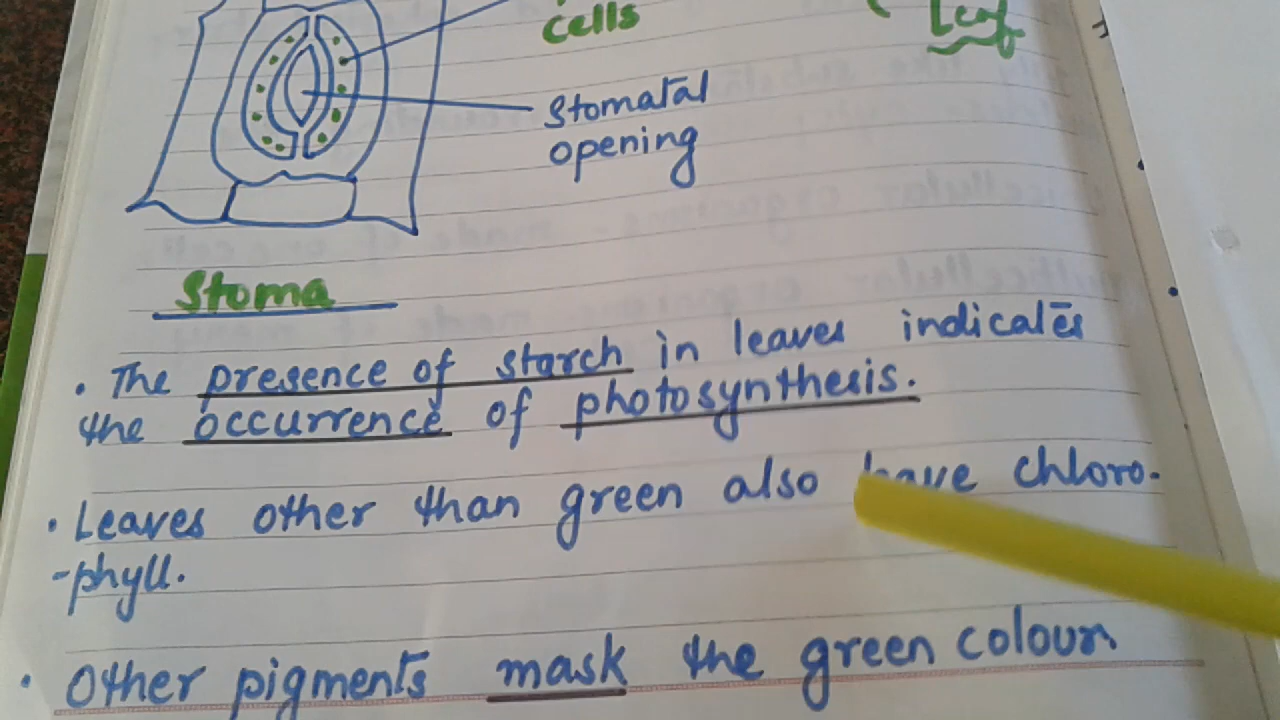 cells
Leaf
Stomatal
opening
Stoma
. The presence of starch in leaves indicates
the occurrence of photosynthesis.
. Leaves other than green also have chloro-
-phyll.
. Other pigments mask the green colour